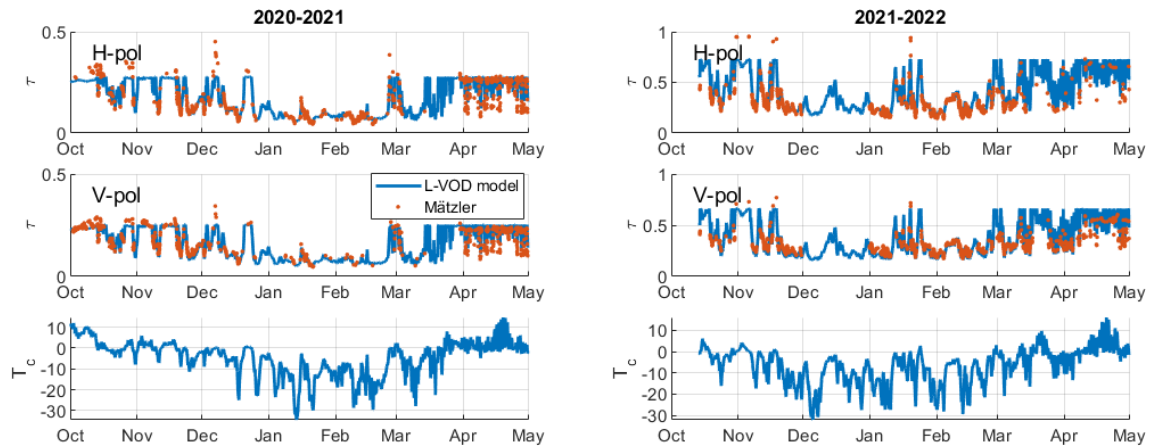 2020-2021
0.5
H-pol
τ
0
Oct Nov Dec Jan Feb Mar Apr May
0.5
V-pol
L-VOD model
Mätzler
τ
0
Oct Nov Dec Jan Feb Mar Apr May
10
0
T_c
-10
-20
-30
Oct Nov Dec Jan Feb Mar Apr May
2021-2022
1
H-pol
τ
0.5
0
Oct Nov Dec Jan Feb Mar Apr May
1
V-pol
τ
0.5
0
Oct Nov Dec Jan Feb Mar Apr May
10
0
T_c
-10
-20
-30
Oct Nov Dec Jan Feb Mar Apr May